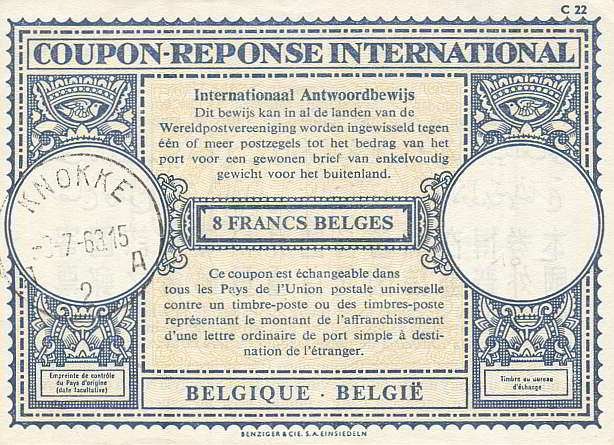 C 22
COUPON-REPONSE INTERNATIONAL
Internationaal Antwoordbewijs
Dit bewijs kan in al de landen van de
Wereldpostvereeniging worden ingewisseld tegen
één of meer postzegels tot het bedrag van het
port voor een gewonen brief van enkelvoudig
gewicht voor het buitenland.
KNOKKE
-7-63 15
A
2
8 FRANCS BELGES
Ce coupon est échangeable dans
tous les Pays de l'Union postale universelle
contre un timbre-poste ou des timbres-poste
représentant le montant de l'affranchissement
d'une lettre ordinaire de port simple à desti-
nation de l'étranger.
Empreinte de contrôle
du Pays d'origine
(date facultative)
Timbre du bureau
d'échange
BELGIQUE · BELGIË
BENZIGER & CIE. S. A. EINSIEDELN